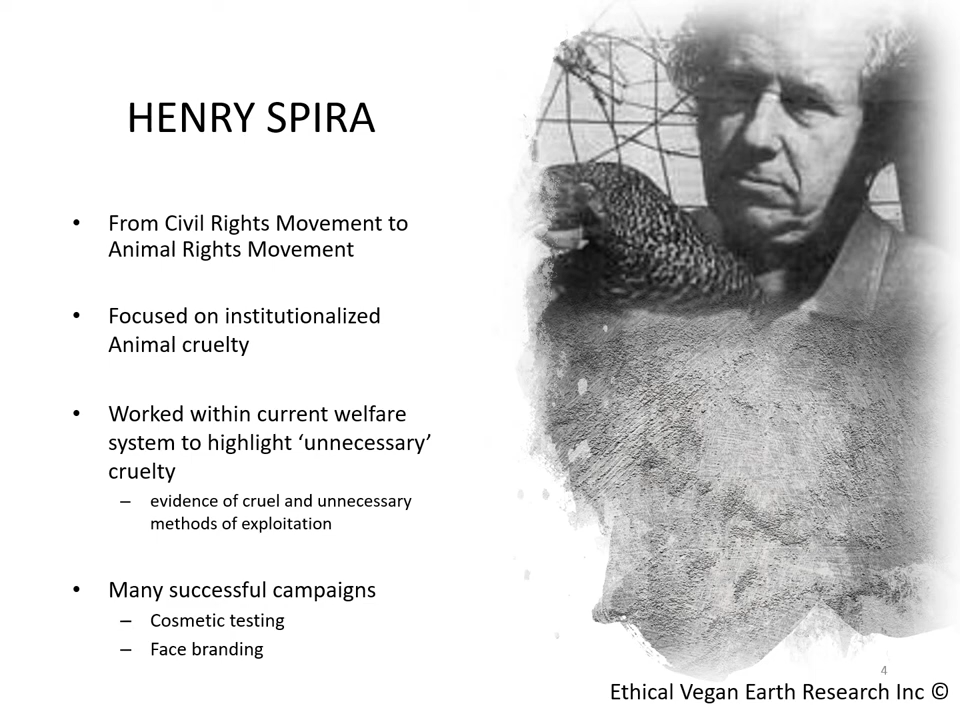 HENRY SPIRA
• From Civil Rights Movement to
Animal Rights Movement
• Focused on institutionalized
Animal cruelty
• Worked within current welfare
system to highlight ‘unnecessary’
cruelty
– evidence of cruel and unnecessary
methods of exploitation
• Many successful campaigns
– Cosmetic testing
– Face branding
4
Ethical Vegan Earth Research Inc ©